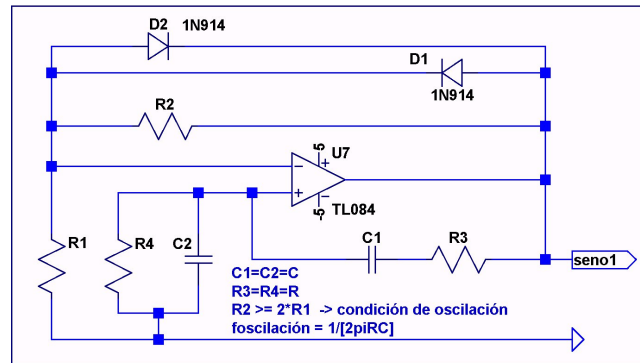 D2 1N914
D1
1N914
R2
5
U7
-
+
+
-
-5
TL084
R1
R4
C2
C1
R3
seno1
C1=C2=C
R3=R4=R
R2 >= 2*R1 -> condición de oscilación
foscilación = 1/[2piRC]